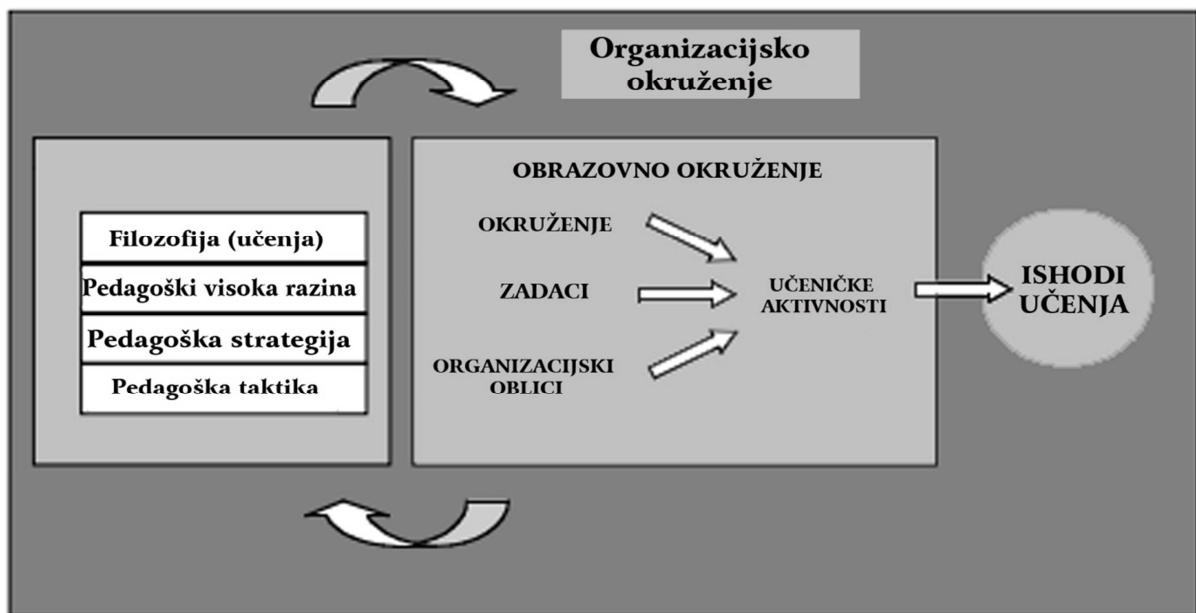 Organizacijsko
okruženje
Filozofija (učenja)
Pedagoški visoka razina
Pedagoška strategija
Pedagoška taktika
OBRAZOVNO OKRUŽENJE
OKRUŽENJE
ZADACI
ORGANIZACIJSKI
OBLICI
UČENIČKE
AKTIVNOSTI
ISHODI
UČENJA